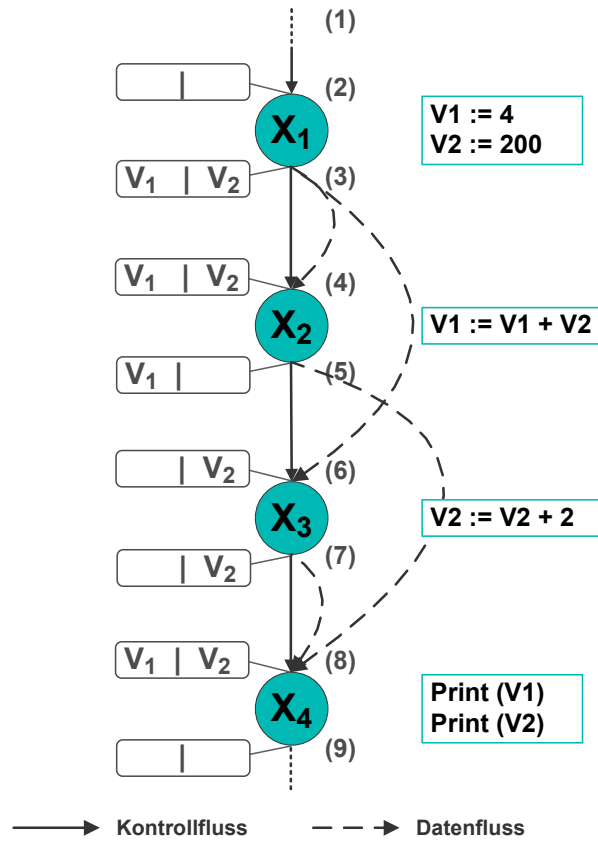 (1)
| (2)
X₁
V1 := 4
V2 := 200
V₁ | V₂ (3)
V₁ | V₂ (4)
X₂
V1 := V1 + V2
V₁ | (5)
| V₂ (6)
X₃
V2 := V2 + 2
| V₂ (7)
V₁ | V₂ (8)
X₄
Print (V1)
Print (V2)
| (9)
Kontrollfluss Datenfluss